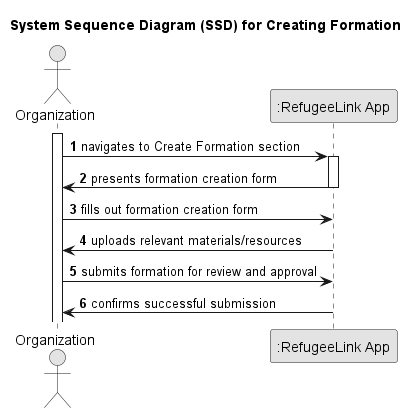 System Sequence Diagram (SSD) for Creating Formation
Organization
:RefugeeLink App
1 navigates to Create Formation section
2 presents formation creation form
3 fills out formation creation form
4 uploads relevant materials/resources
5 submits formation for review and approval
6 confirms successful submission
Organization
:RefugeeLink App